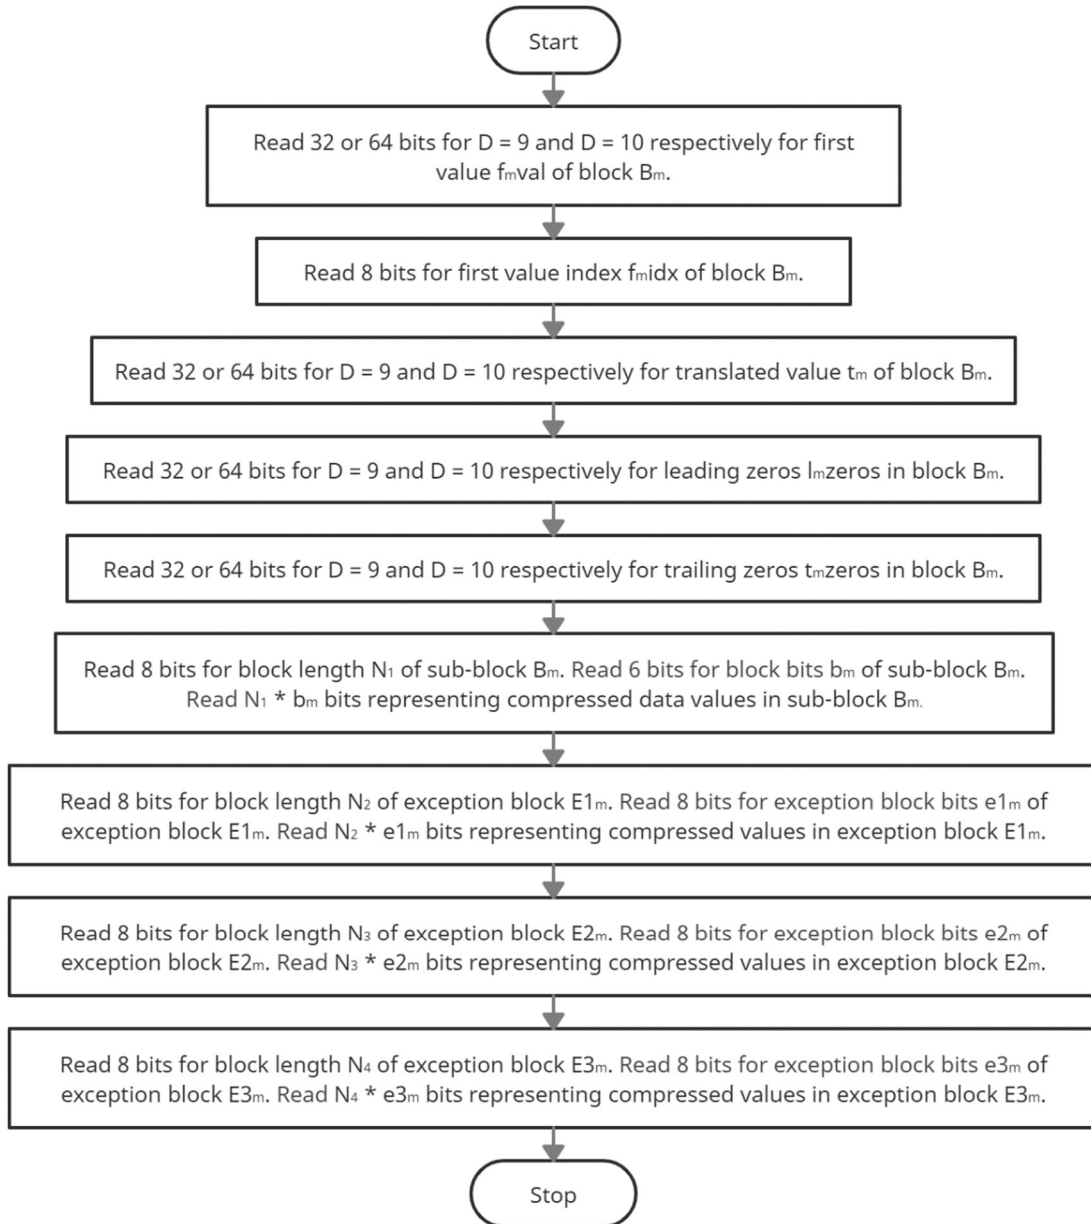 Start
Read 32 or 64 bits for D = 9 and D = 10 respectively for first
value fₘval of block Bₘ.
Read 8 bits for first value index fₘidx of block Bₘ.
Read 32 or 64 bits for D = 9 and D = 10 respectively for translated value tₘ of block Bₘ.
Read 32 or 64 bits for D = 9 and D = 10 respectively for leading zeros lₘzeros in block Bₘ.
Read 32 or 64 bits for D = 9 and D = 10 respectively for trailing zeros tₘzeros in block Bₘ.
Read 8 bits for block length N₁ of sub-block Bₘ. Read 6 bits for block bits bₘ of sub-block Bₘ.
Read N₁ * bₘ bits representing compressed data values in sub-block Bₘ.
Read 8 bits for block length N₂ of exception block E1ₘ. Read 8 bits for exception block bits e1ₘ of
exception block E1ₘ. Read N₂ * e1ₘ bits representing compressed values in exception block E1ₘ.
Read 8 bits for block length N₃ of exception block E2ₘ. Read 8 bits for exception block bits e2ₘ of
exception block E2ₘ. Read N₃ * e2ₘ bits representing compressed values in exception block E2ₘ.
Read 8 bits for block length N₄ of exception block E3ₘ. Read 8 bits for exception block bits e3ₘ of
exception block E3ₘ. Read N₄ * e3ₘ bits representing compressed values in exception block E3ₘ.
Stop